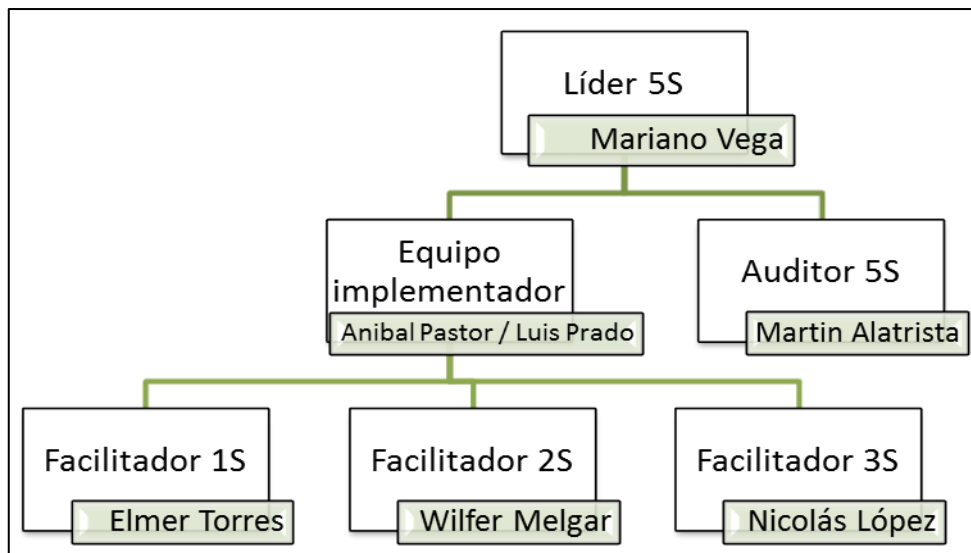 Líder 5S
Mariano Vega
Equipo
implementador
Anibal Pastor / Luis Prado
Auditor 5S
Martin Alatrista
Facilitador 1S
Elmer Torres
Facilitador 2S
Wilfer Melgar
Facilitador 3S
Nicolás López